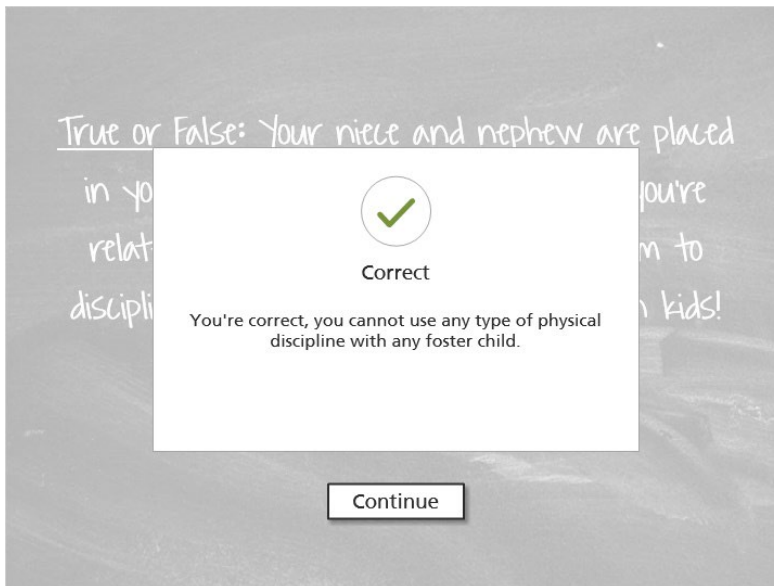 True or False: Your niece and nephew are placed
in yo
you're
relat
m to
discipli
n kids!
Correct
You're correct, you cannot use any type of physical
discipline with any foster child.
Continue